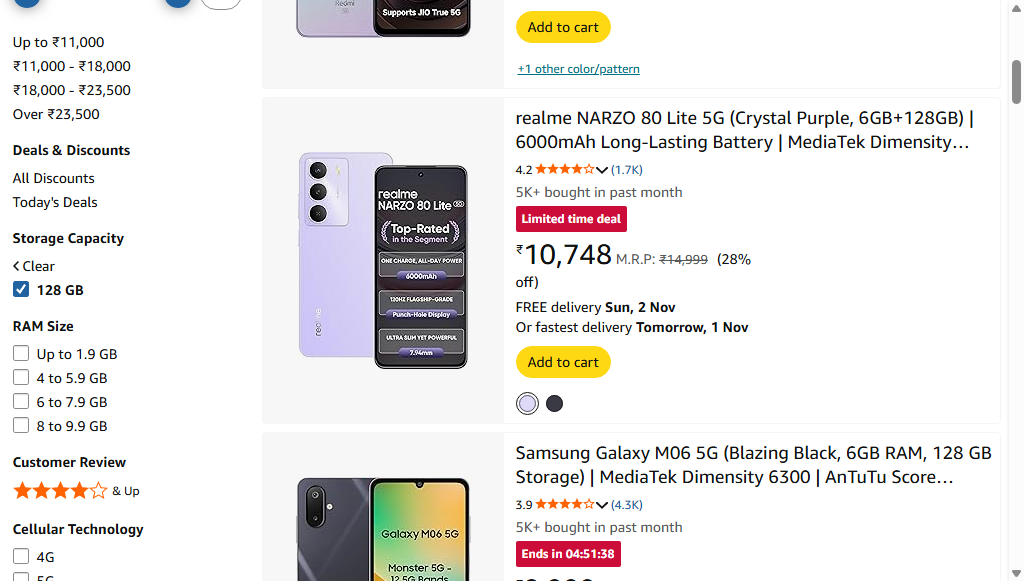 Up to ₹11,000
₹11,000 - ₹18,000
₹18,000 - ₹23,500
Over ₹23,500
Deals & Discounts
All Discounts
Today's Deals
Storage Capacity
Clear
128 GB
RAM Size
Up to 1.9 GB
4 to 5.9 GB
6 to 7.9 GB
8 to 9.9 GB
Customer Review
& Up
Cellular Technology
4G
5G
Redmi
5G
Supports JIO True 5G
Add to cart
+1 other color/pattern
realme
realme
NARZO 80 Lite 5G
Top-Rated
in the Segment
ONE CHARGE, ALL-DAY POWER
6000mAh
120HZ FLAGSHIP-GRADE
Punch-Hole Display
ULTRA SLIM YET POWERFUL
7.94mm
realme NARZO 80 Lite 5G (Crystal Purple, 6GB+128GB) |
6000mAh Long-Lasting Battery | MediaTek Dimensity…
4.2 (1.7K)
5K+ bought in past month
Limited time deal
₹10,748 M.R.P: ₹14,999 (28%
off)
FREE delivery Sun, 2 Nov
Or fastest delivery Tomorrow, 1 Nov
Add to cart
Galaxy M06 5G
Monster 5G -
12 5G Bands
Samsung Galaxy M06 5G (Blazing Black, 6GB RAM, 128 GB
Storage) | MediaTek Dimensity 6300 | AnTuTu Score…
3.9 (4.3K)
5K+ bought in past month
Ends in 04:51:38